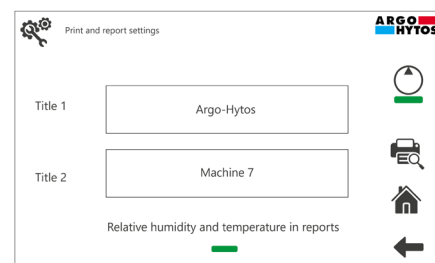 Print and report settings
ARGO
HYTOS
Title 1
Argo-Hytos
Title 2
Machine 7
Relative humidity and temperature in reports